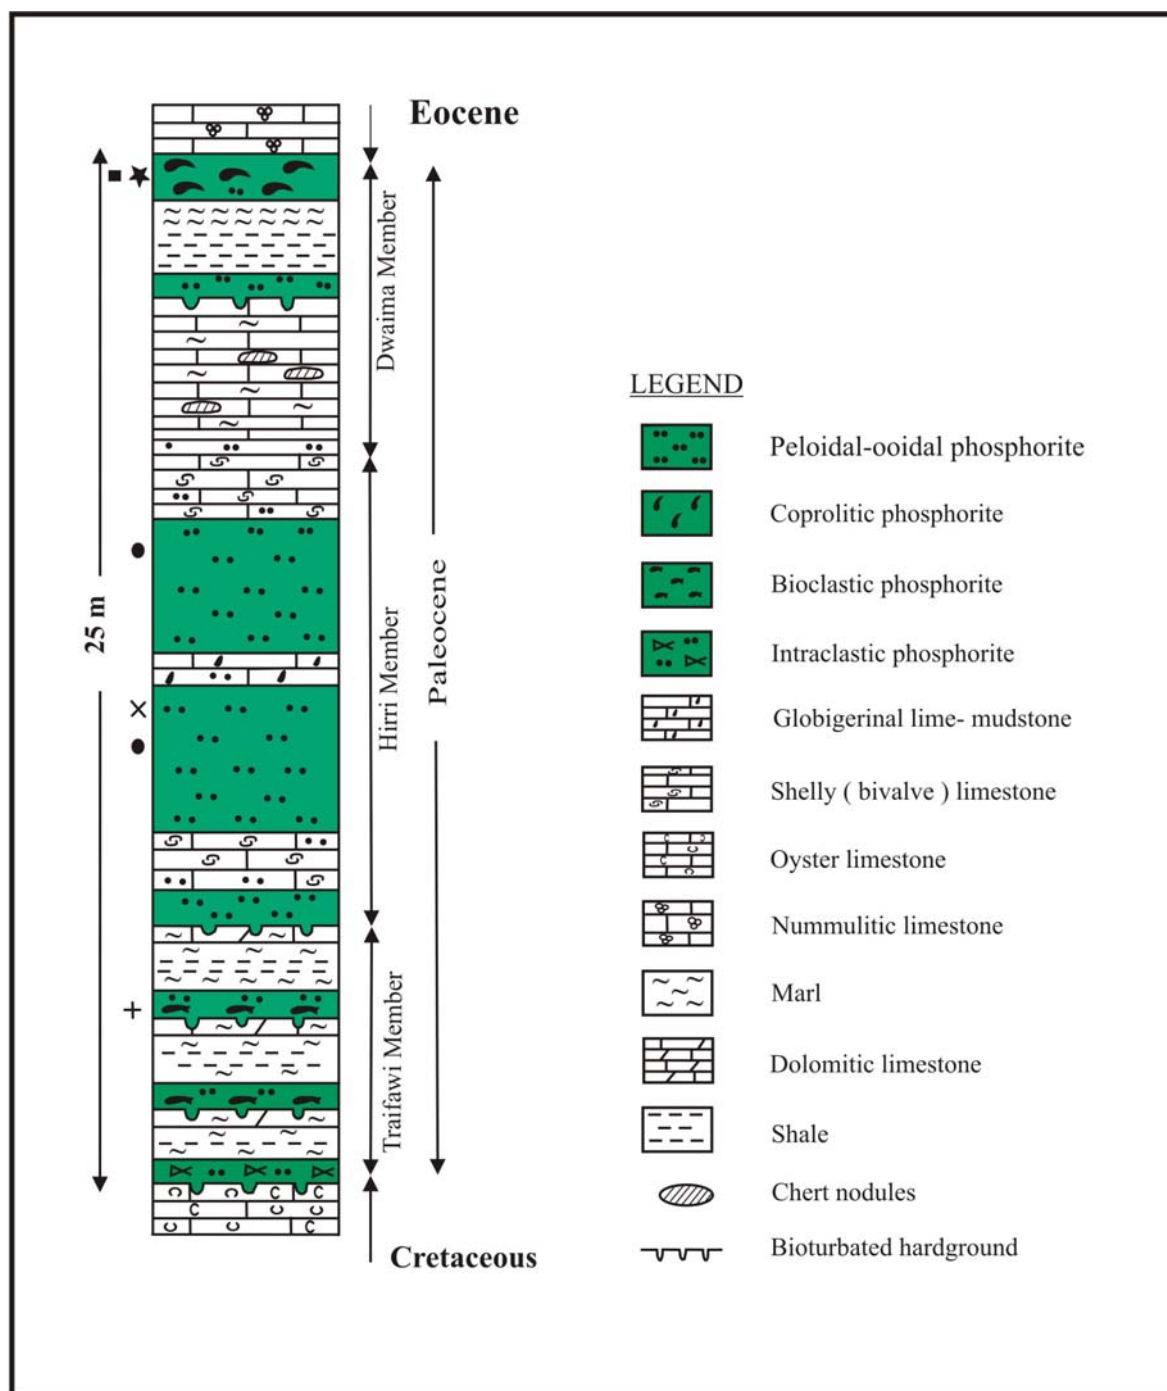 Eocene
Dwaima Member
Hirri Member
Traifawi Member
Paleocene
25 m
Cretaceous
LEGEND
Peloidal-ooidal phosphorite
Coprolitic phosphorite
Bioclastic phosphorite
Intraclastic phosphorite
Globigerinal lime- mudstone
Shelly ( bivalve ) limestone
Oyster limestone
Nummulitic limestone
Marl
Dolomitic limestone
Shale
Chert nodules
Bioturbated hardground